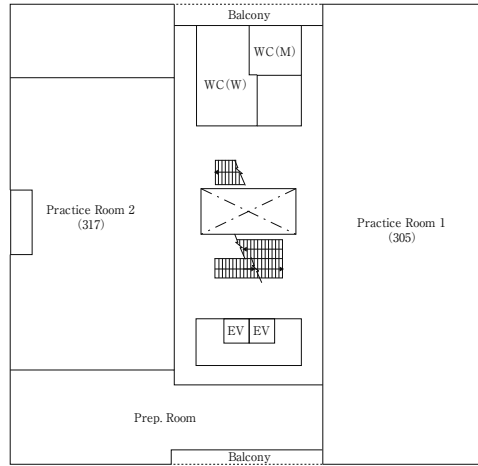 Balcony
WC(M)
WC(W)
Practice Room 2
(317)
Practice Room 1
(305)
EV
EV
Prep. Room
Balcony